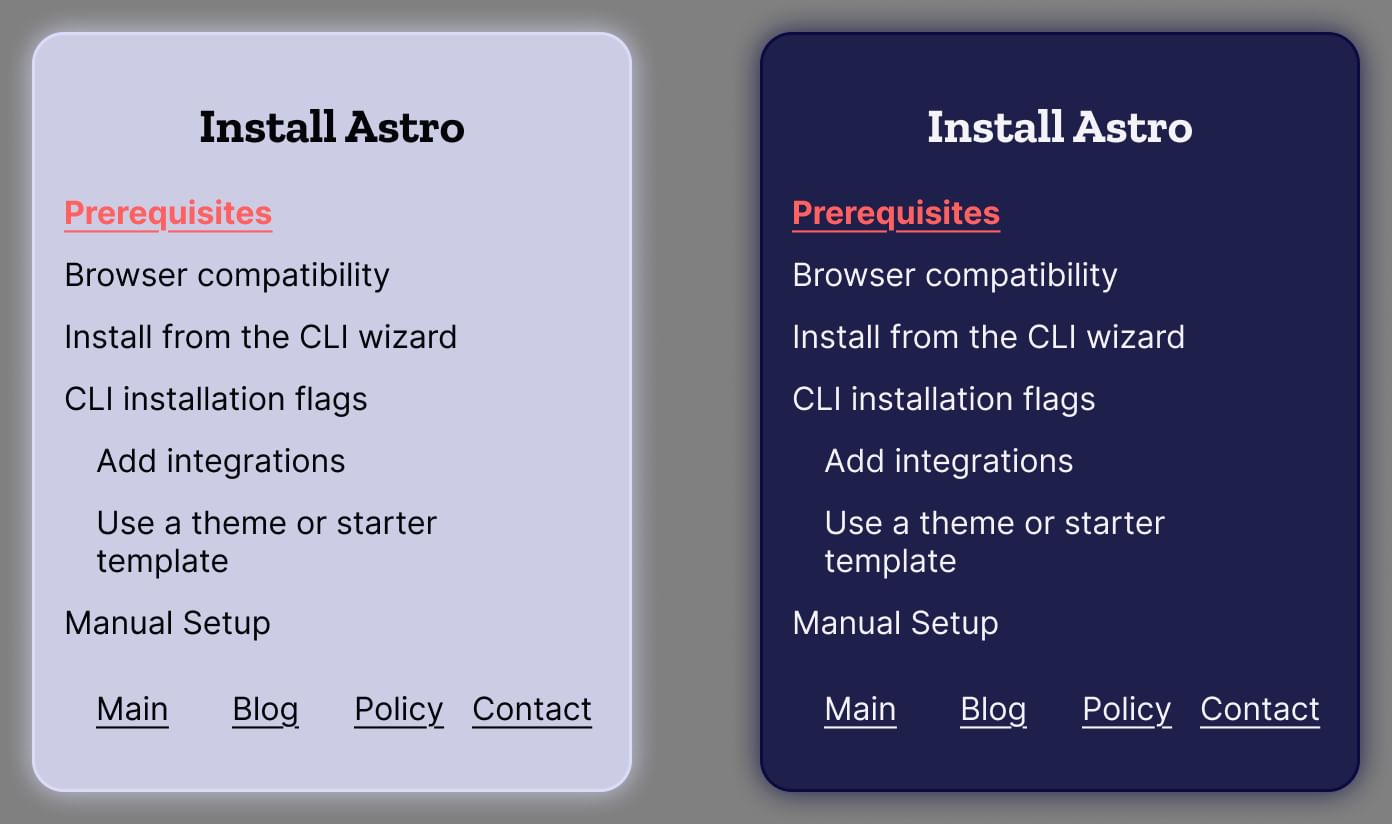 Install Astro
Prerequisites
Browser compatibility
Install from the CLI wizard
CLI installation flags
Add integrations
Use a theme or starter
template
Manual Setup
Main Blog Policy Contact
Install Astro
Prerequisites
Browser compatibility
Install from the CLI wizard
CLI installation flags
Add integrations
Use a theme or starter
template
Manual Setup
Main Blog Policy Contact